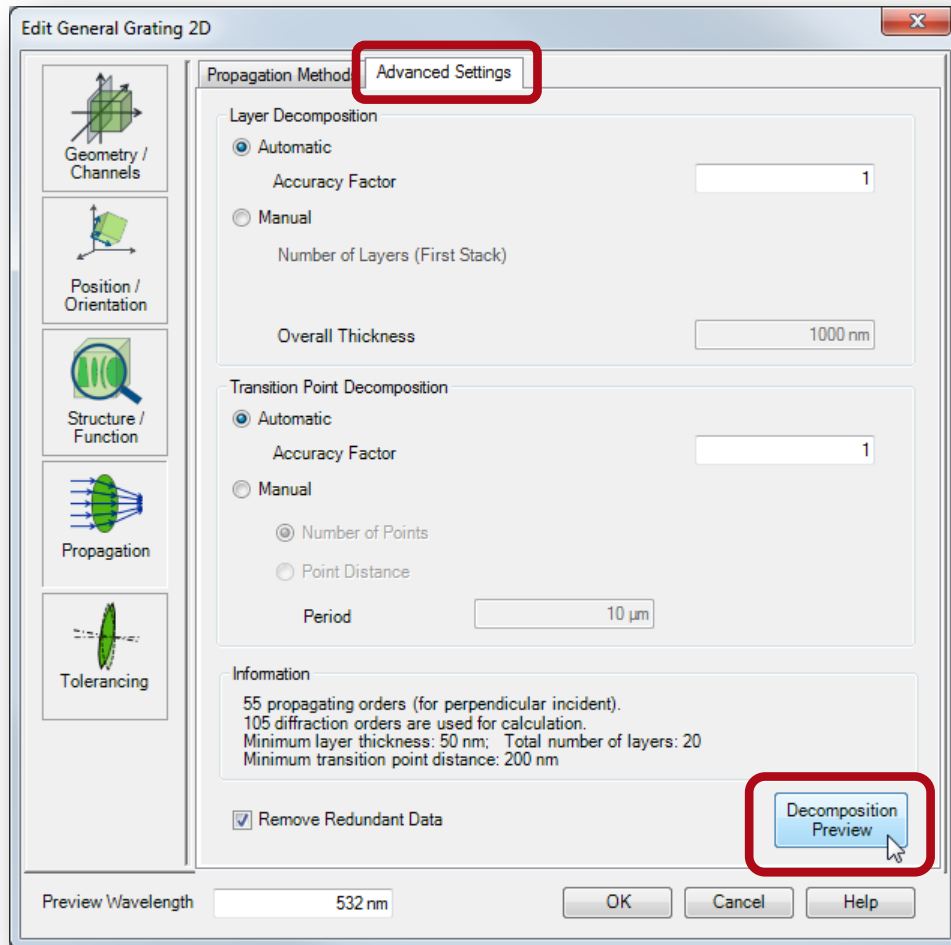 Edit General Grating 2D
x
Geometry /
Channels
Position /
Orientation
Structure /
Function
Propagation
Tolerancing
Propagation Methods
Advanced Settings
Layer Decomposition
Automatic
Accuracy Factor 1
Manual
Number of Layers (First Stack)
Overall Thickness 1000 nm
Transition Point Decomposition
Automatic
Accuracy Factor 1
Manual
Number of Points
Point Distance
Period 10 µm
Information
55 propagating orders (for perpendicular incident).
105 diffraction orders are used for calculation.
Minimum layer thickness: 50 nm; Total number of layers: 20
Minimum transition point distance: 200 nm
Remove Redundant Data
Decomposition
Preview
Preview Wavelength 532 nm
OK Cancel Help